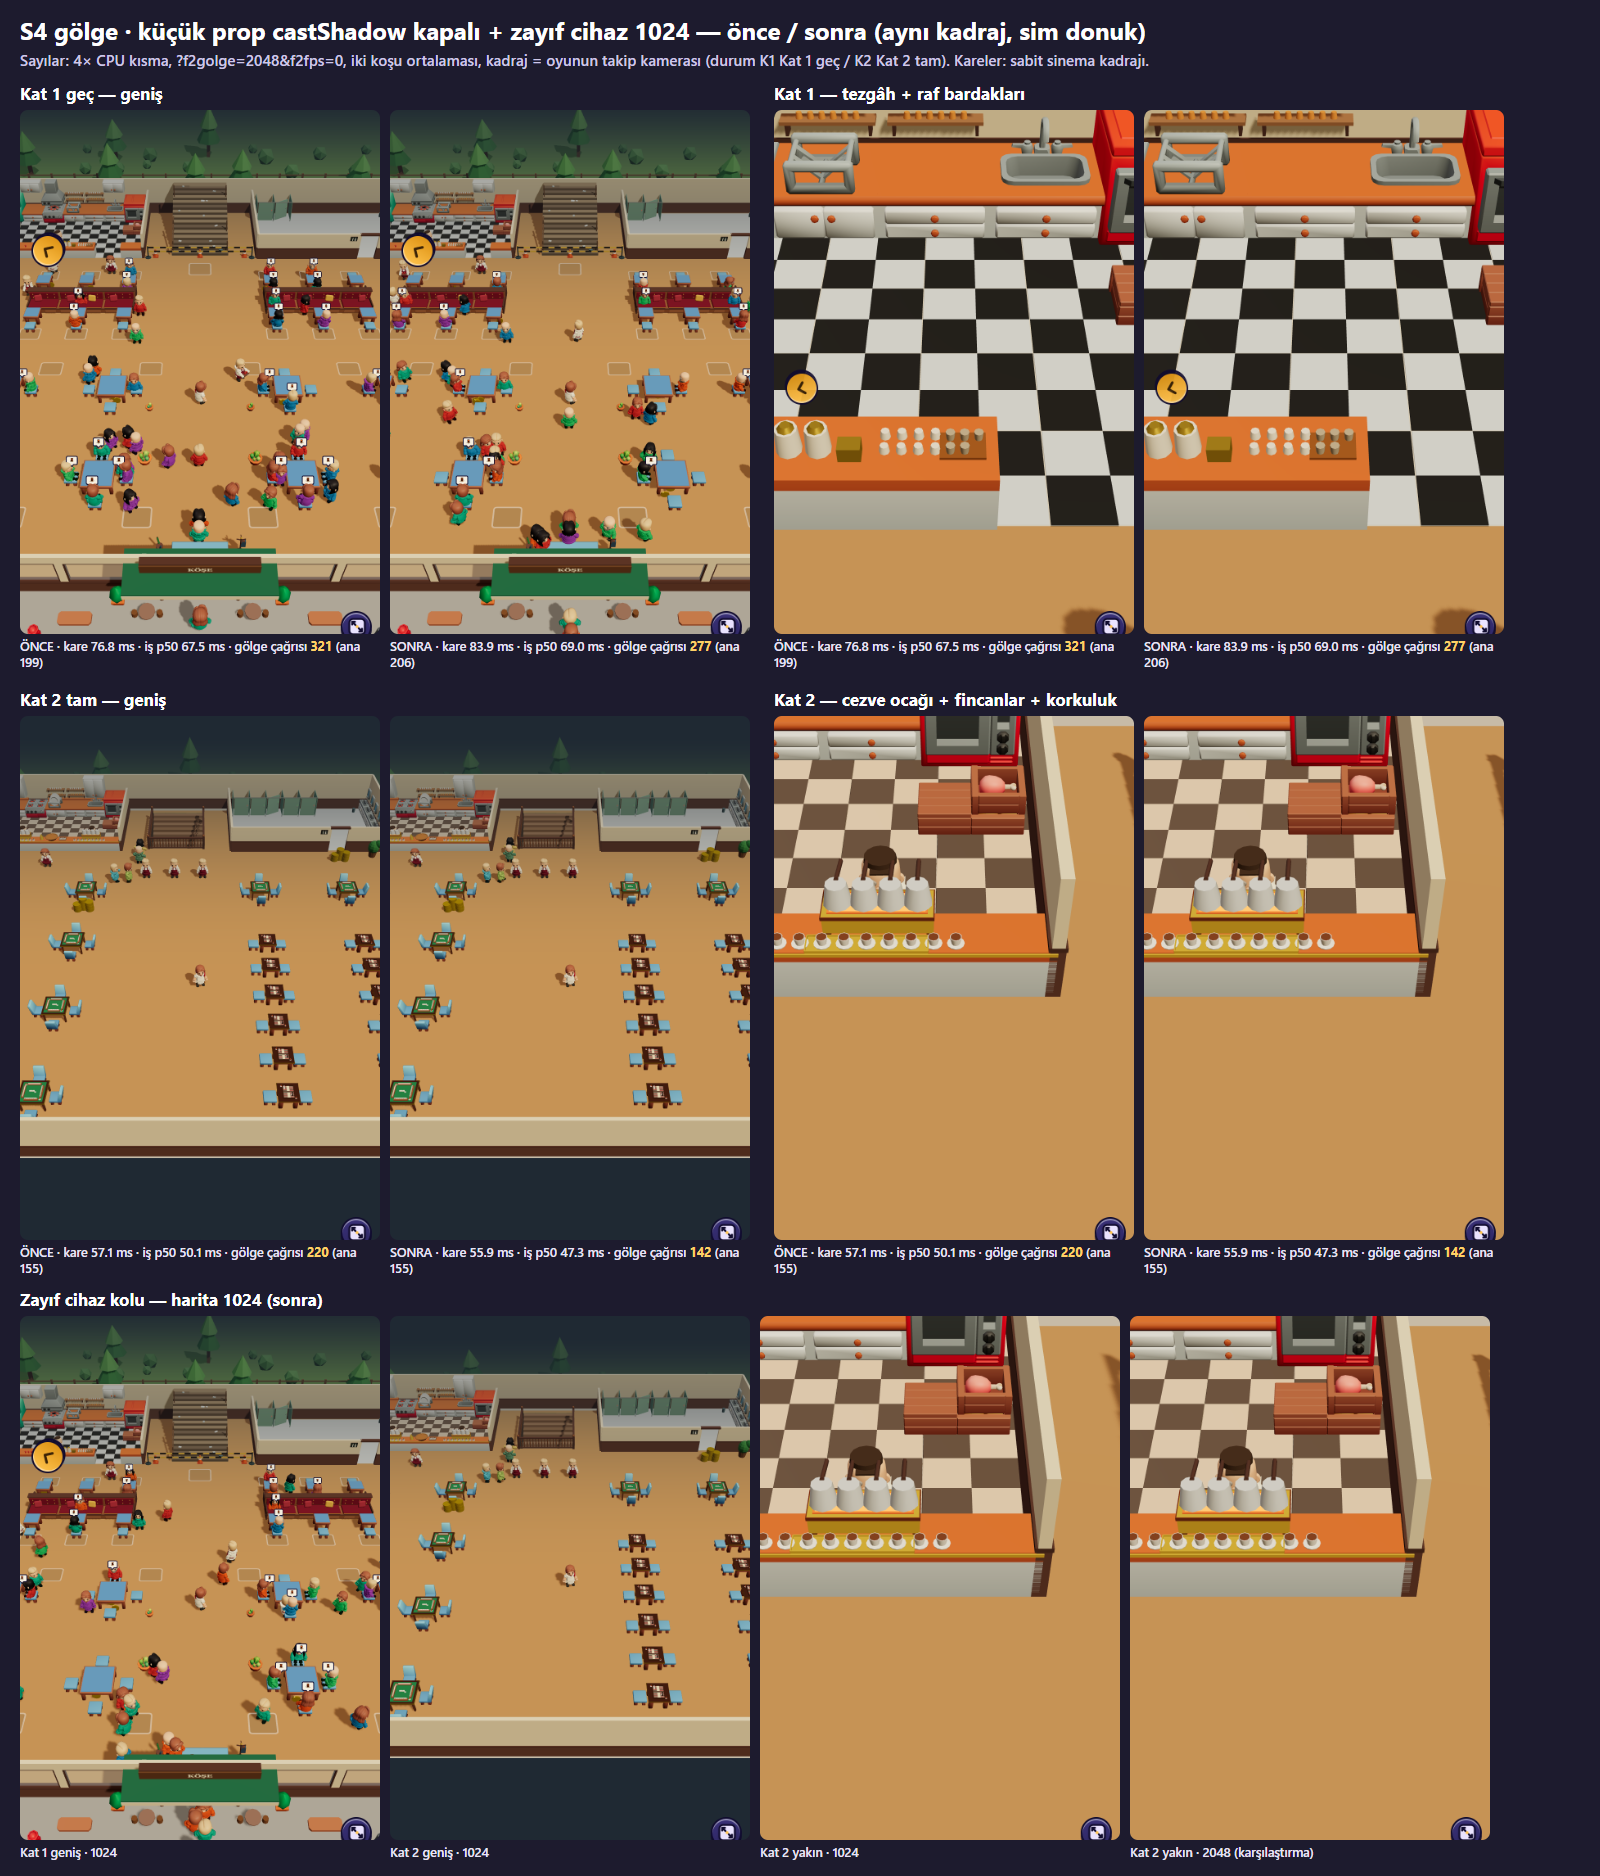 S4 gölge · küçük prop castShadow kapalı + zayıf cihaz 1024 — önce / sonra (aynı kadraj, sim donuk)
Sayılar: 4× CPU kısma, ?f2golge=2048&f2fps=0, iki koşu ortalaması, kadraj = oyunun takip kamerası (durum K1 Kat 1 geç / K2 Kat 2 tam). Kareler: sabit sinema kadrajı.
Kat 1 geç — geniş
KÖŞE
KÖŞE
ÖNCE · kare 76.8 ms · iş p50 67.5 ms · gölge çağrısı 321 (ana
199)
SONRA · kare 83.9 ms · iş p50 69.0 ms · gölge çağrısı 277 (ana
206)
Kat 1 — tezgâh + raf bardakları
ÖNCE · kare 76.8 ms · iş p50 67.5 ms · gölge çağrısı 321 (ana
199)
SONRA · kare 83.9 ms · iş p50 69.0 ms · gölge çağrısı 277 (ana
206)
Kat 2 tam — geniş
ÖNCE · kare 57.1 ms · iş p50 50.1 ms · gölge çağrısı 220 (ana
155)
SONRA · kare 55.9 ms · iş p50 47.3 ms · gölge çağrısı 142 (ana
155)
Kat 2 — cezve ocağı + fincanlar + korkuluk
ÖNCE · kare 57.1 ms · iş p50 50.1 ms · gölge çağrısı 220 (ana
155)
SONRA · kare 55.9 ms · iş p50 47.3 ms · gölge çağrısı 142 (ana
155)
Zayıf cihaz kolu — harita 1024 (sonra)
KÖŞE
Kat 1 geniş · 1024
Kat 2 geniş · 1024
Kat 2 yakın · 1024
Kat 2 yakın · 2048 (karşılaştırma)